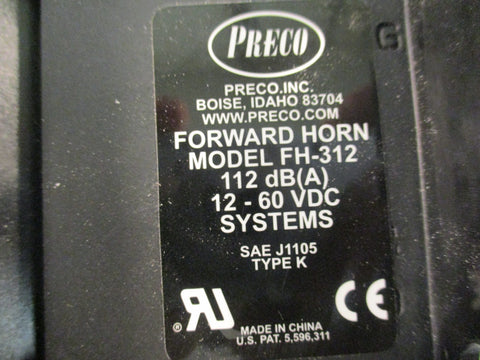 PRECO
PRECO.INC.
BOISE, IDAHO 83704
WWW.PRECO.COM
FORWARD HORN
MODEL FH-312
112 dB(A)
12 - 60 VDC
SYSTEMS
SAE J1105
TYPE K
RU ® CE
MADE IN CHINA
U.S. PAT. 5,596,311